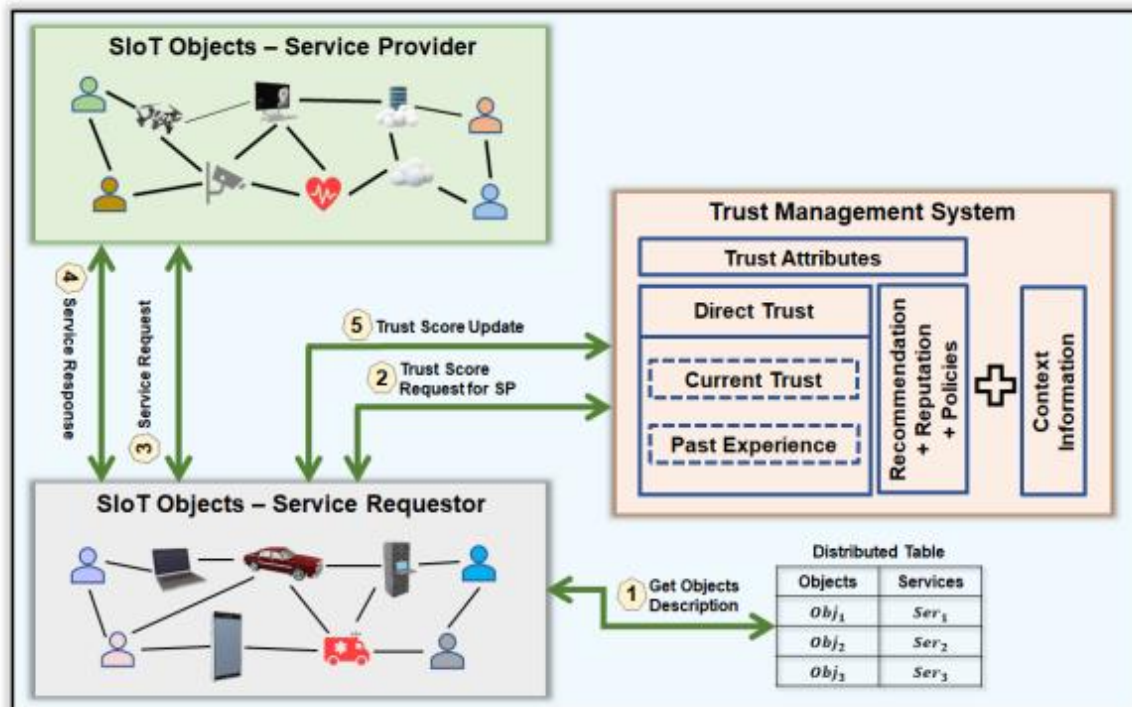 SIoT Objects – Service Provider
Trust Management System
Trust Attributes
Direct Trust
Current Trust
Past Experience
Recommendation
+ Reputation
+ Policies
Context
Information
4
Service Response
3
Service Request
5 Trust Score Update
2 Trust Score
Request for SP
SIoT Objects – Service Requestor
1 Get Objects
Description
Distributed Table
Objects Services
Obj₁ Ser₁
Obj₂ Ser₂
Obj₃ Ser₃